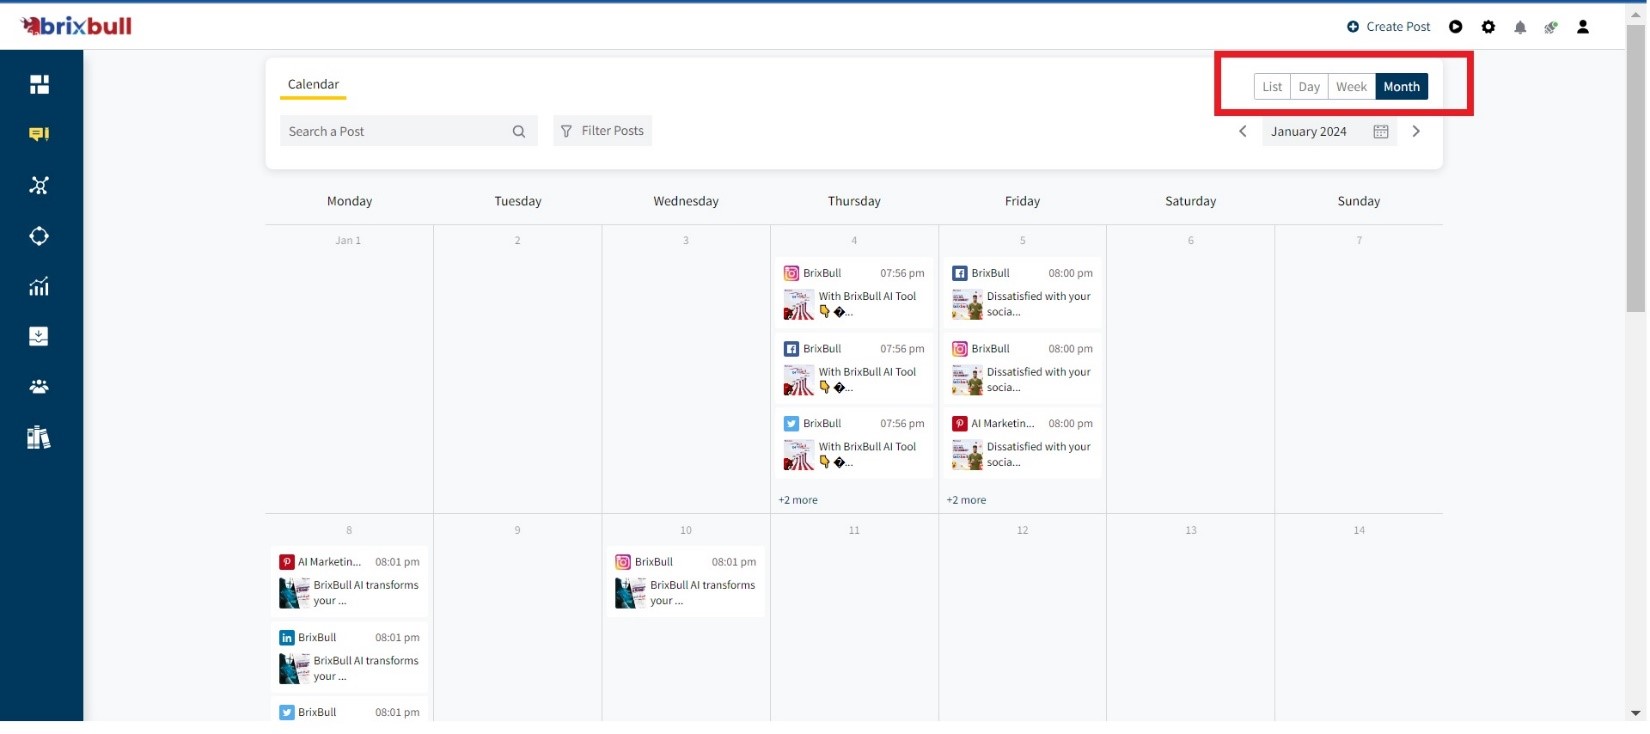 brixbull
Create Post
Calendar
List Day Week Month
Search a Post
Filter Posts
January 2024
Monday Tuesday Wednesday Thursday Friday Saturday Sunday
Jan 1 2 3 4 5 6 7
BrixBull 07:56 pm
With BrixBull AI Tool
👇 �...
BrixBull 07:56 pm
With BrixBull AI Tool
👇 �...
BrixBull 07:56 pm
With BrixBull AI Tool
👇 �...
+2 more
BrixBull 08:00 pm
Dissatisfied with your
socia...
BrixBull 08:00 pm
Dissatisfied with your
socia...
AI Marketin... 08:00 pm
Dissatisfied with your
socia...
+2 more
8 9 10 11 12 13 14
AI Marketin... 08:01 pm
BrixBull AI transforms
your ...
BrixBull 08:01 pm
BrixBull AI transforms
your ...
BrixBull 08:01 pm
BrixBull 08:01 pm
BrixBull AI transforms
your ...